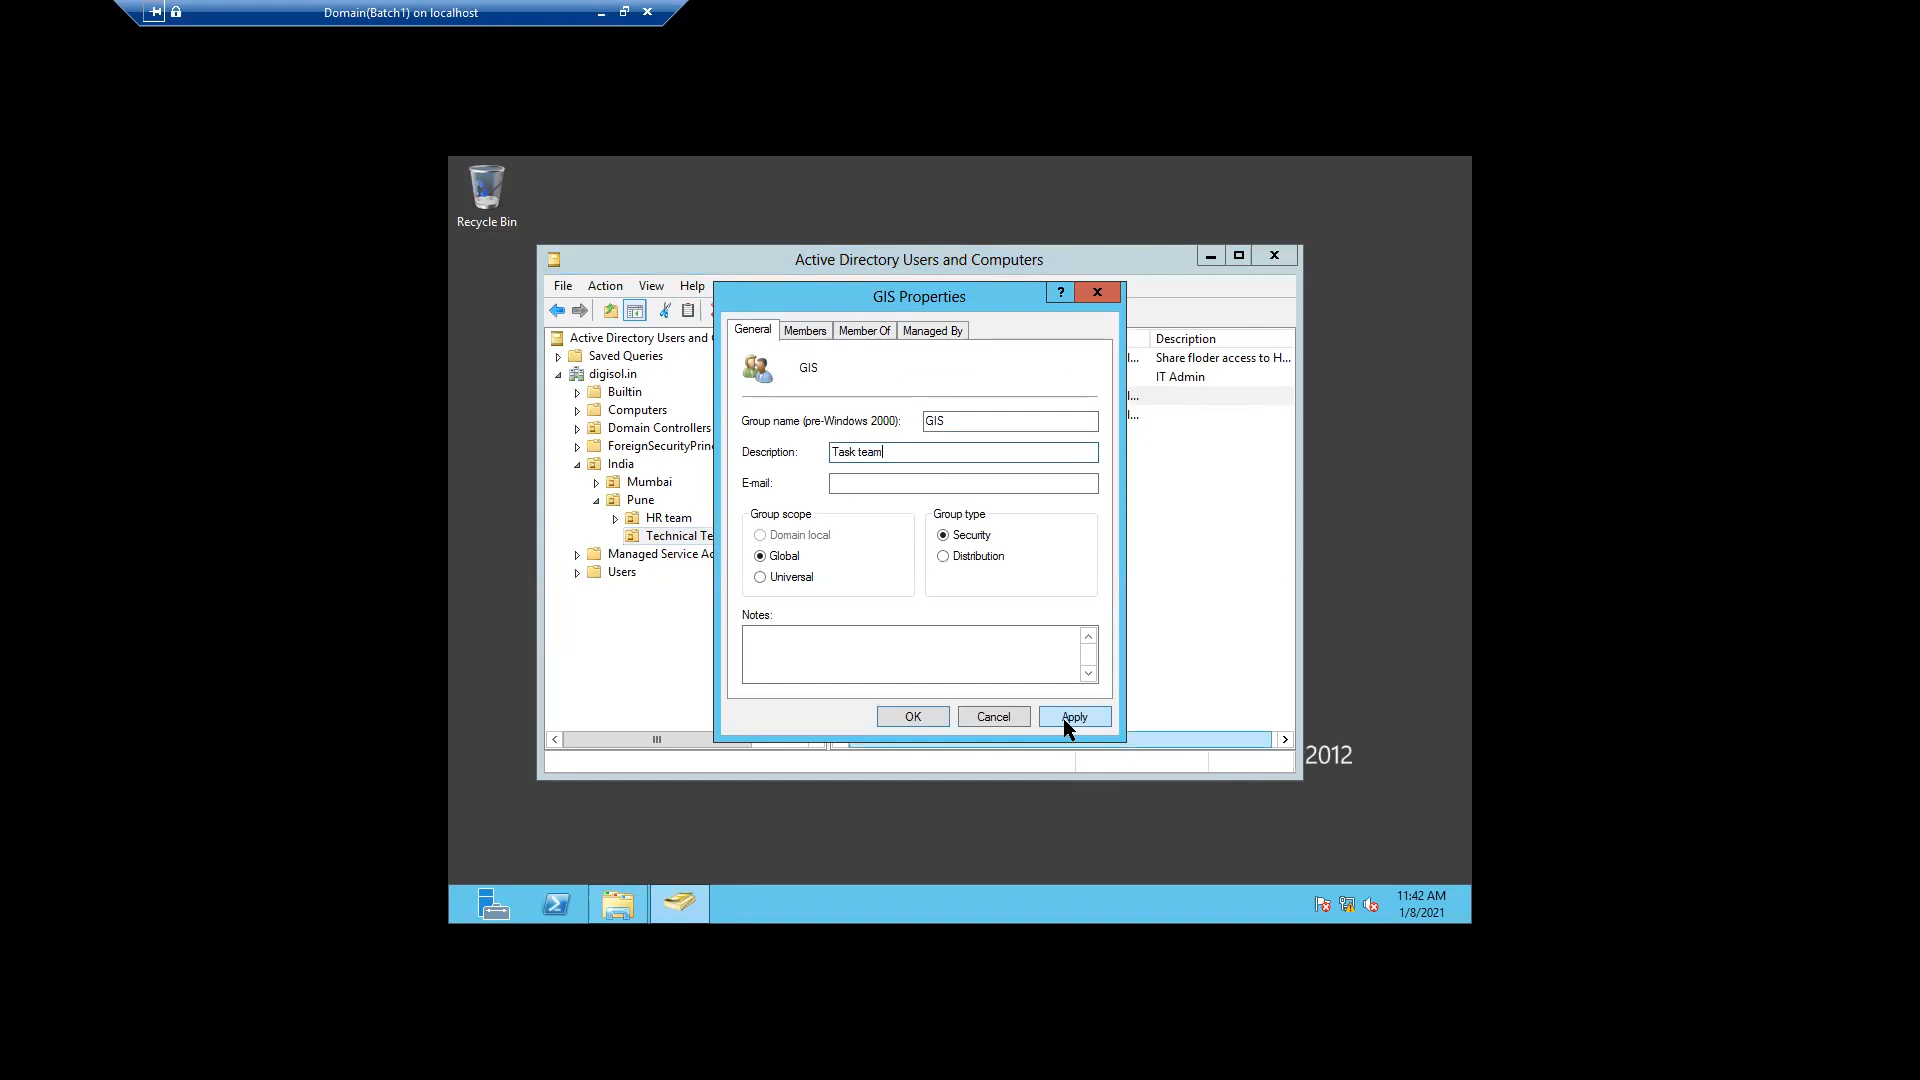 Domain(Batch1) on localhost
Recycle Bin
Active Directory Users and Computers
File Action View Help
GIS Properties
?
General Members Member Of Managed By
GIS
Group name (pre-Windows 2000): GIS
Description: Task team
E-mail:
Group scope
Domain local
Global
Universal
Group type
Security
Distribution
Notes:
OK Cancel Apply
Active Directory Users and
Saved Queries
digisol.in
Builtin
Computers
Domain Controllers
ForeignSecurityPrin
India
Mumbai
Pune
HR team
Technical Te
Managed Service Ac
Users
Description
Share floder access to H...
IT Admin
2012
11:42 AM
1/8/2021